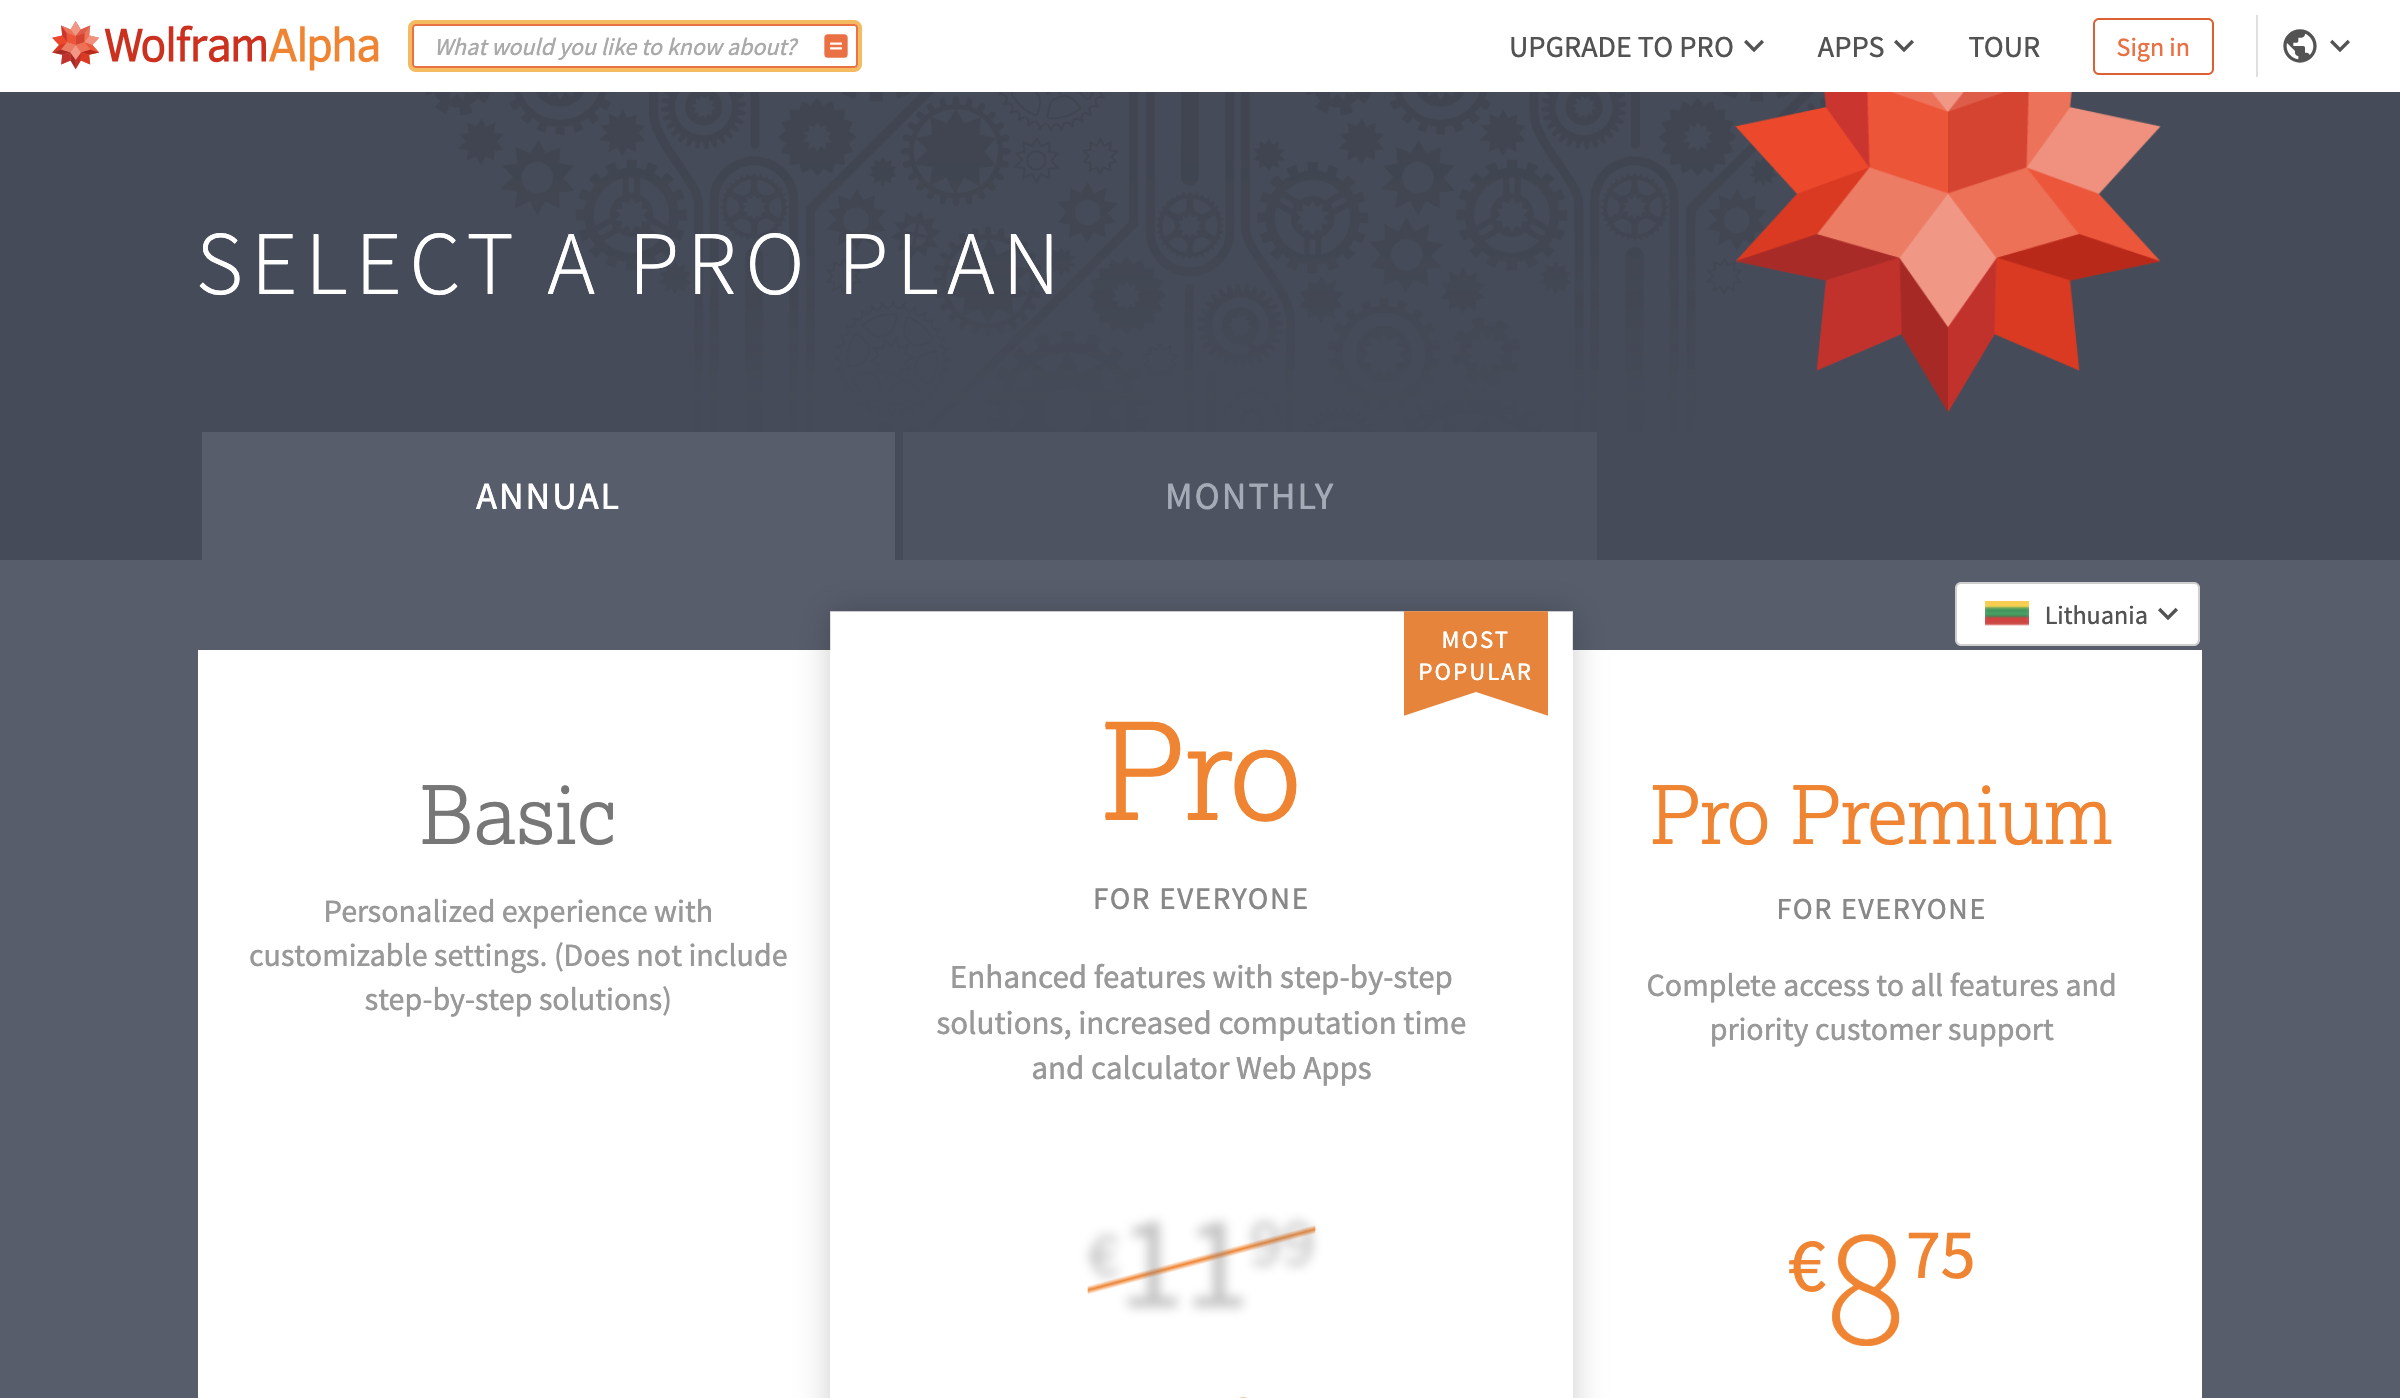 WolframAlpha
What would you like to know about?
UPGRADE TO PRO
APPS
TOUR
Sign in
SELECT A PRO PLAN
ANNUAL
MONTHLY
Lithuania
Basic
Personalized experience with
customizable settings. (Does not include
step-by-step solutions)
MOST
POPULAR
Pro
FOR EVERYONE
Enhanced features with step-by-step
solutions, increased computation time
and calculator Web Apps
€11 99
Pro Premium
FOR EVERYONE
Complete access to all features and
priority customer support
€8 75